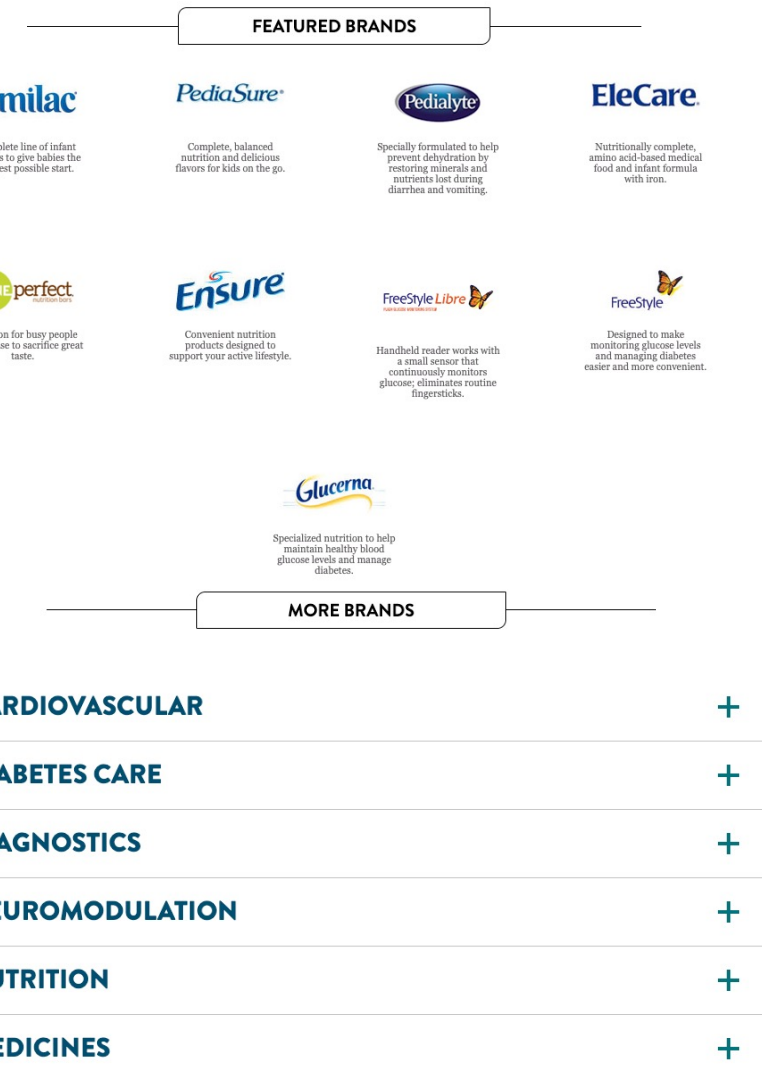 FEATURED BRANDS
milac
PediaSure®
Pedialyte®
EleCare.
plete line of infant
s to give babies the
est possible start.
Complete, balanced
nutrition and delicious
flavors for kids on the go.
Specially formulated to help
prevent dehydration by
restoring minerals and
nutrients lost during
diarrhea and vomiting.
Nutritionally complete,
amino acid-based medical
food and infant formula
with iron.
E perfect
nutrition bars
Ensure
FreeStyle Libre
FLASH GLUCOSE MONITORING SYSTEM
FreeStyle
on for busy people
se to sacrifice great
taste.
Convenient nutrition
products designed to
support your active lifestyle.
Handheld reader works with
a small sensor that
continuously monitors
glucose; eliminates routine
fingersticks.
Designed to make
monitoring glucose levels
and managing diabetes
easier and more convenient.
Glucerna
Specialized nutrition to help
maintain healthy blood
glucose levels and manage
diabetes.
MORE BRANDS
RDIOVASCULAR
ABETES CARE
AGNOSTICS
EUROMODULATION
UTRITION
EDICINES